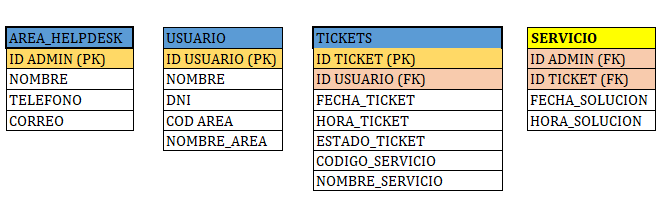 AREA_HELPDESK
ID ADMIN (PK)
NOMBRE
TELEFONO
CORREO
USUARIO
ID USUARIO (PK)
NOMBRE
DNI
COD AREA
NOMBRE_AREA
TICKETS
ID TICKET (PK)
ID USUARIO (FK)
FECHA_TICKET
HORA_TICKET
ESTADO_TICKET
CODIGO_SERVICIO
NOMBRE_SERVICIO
SERVICIO
ID ADMIN (FK)
ID TICKET (FK)
FECHA_SOLUCION
HORA_SOLUCION